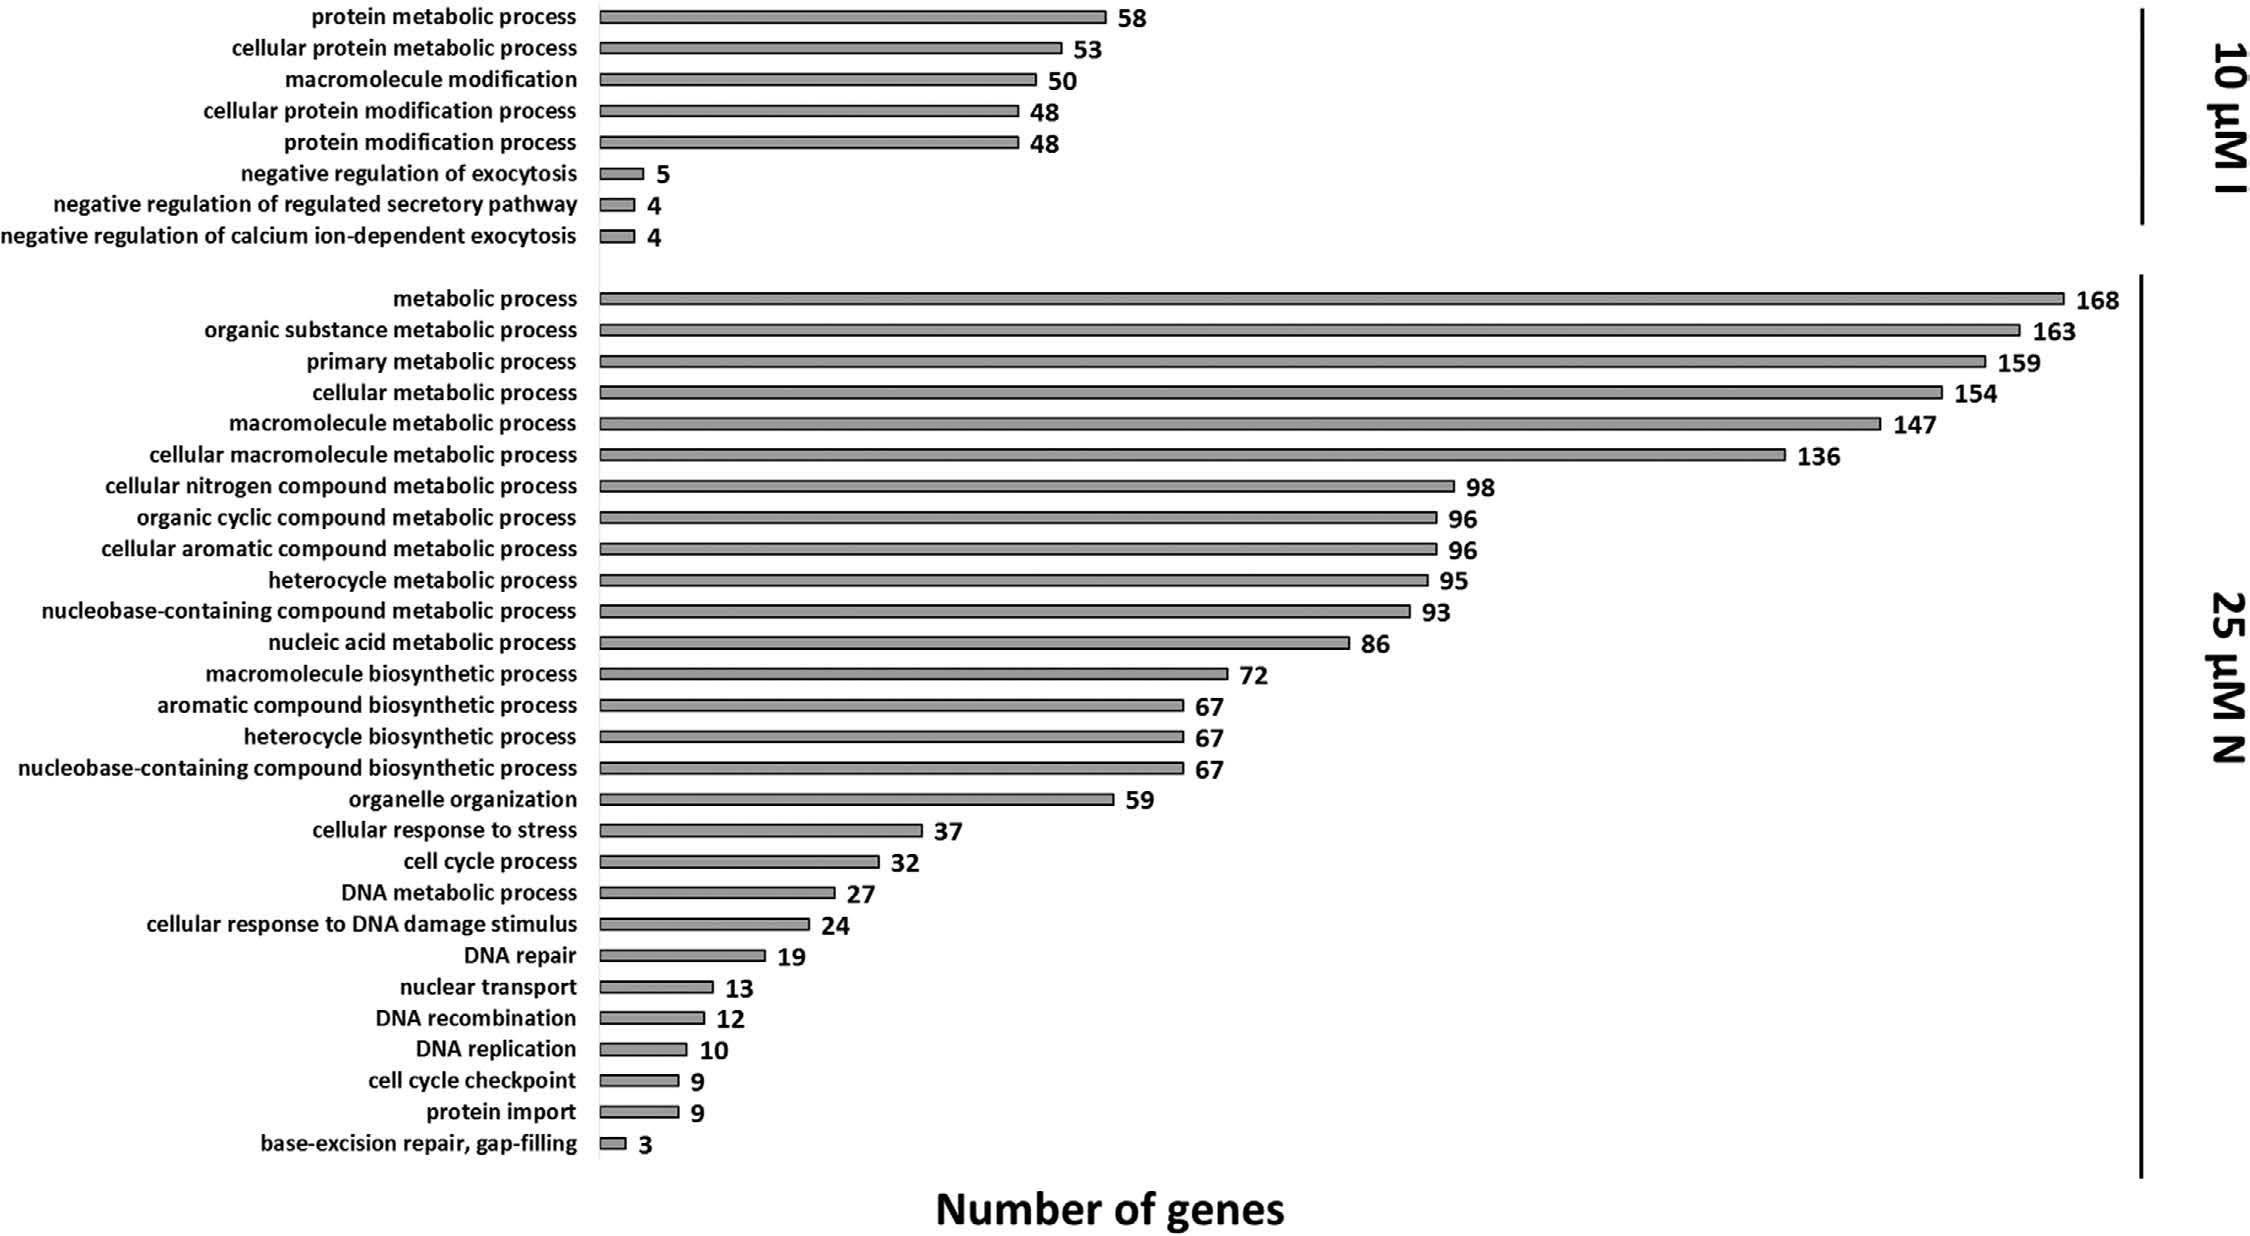 protein metabolic process 58
cellular protein metabolic process 53
macromolecule modification 50
cellular protein modification process 48
protein modification process 48
negative regulation of exocytosis 5
negative regulation of regulated secretory pathway 4
negative regulation of calcium ion-dependent exocytosis 4
10 µM I
metabolic process 168
organic substance metabolic process 163
primary metabolic process 159
cellular metabolic process 154
macromolecule metabolic process 147
cellular macromolecule metabolic process 136
cellular nitrogen compound metabolic process 98
organic cyclic compound metabolic process 96
cellular aromatic compound metabolic process 96
heterocycle metabolic process 95
nucleobase-containing compound metabolic process 93
nucleic acid metabolic process 86
macromolecule biosynthetic process 72
aromatic compound biosynthetic process 67
heterocycle biosynthetic process 67
nucleobase-containing compound biosynthetic process 67
organelle organization 59
cellular response to stress 37
cell cycle process 32
DNA metabolic process 27
cellular response to DNA damage stimulus 24
DNA repair 19
nuclear transport 13
DNA recombination 12
DNA replication 10
cell cycle checkpoint 9
protein import 9
base-excision repair, gap-filling 3
25 µM N
Number of genes